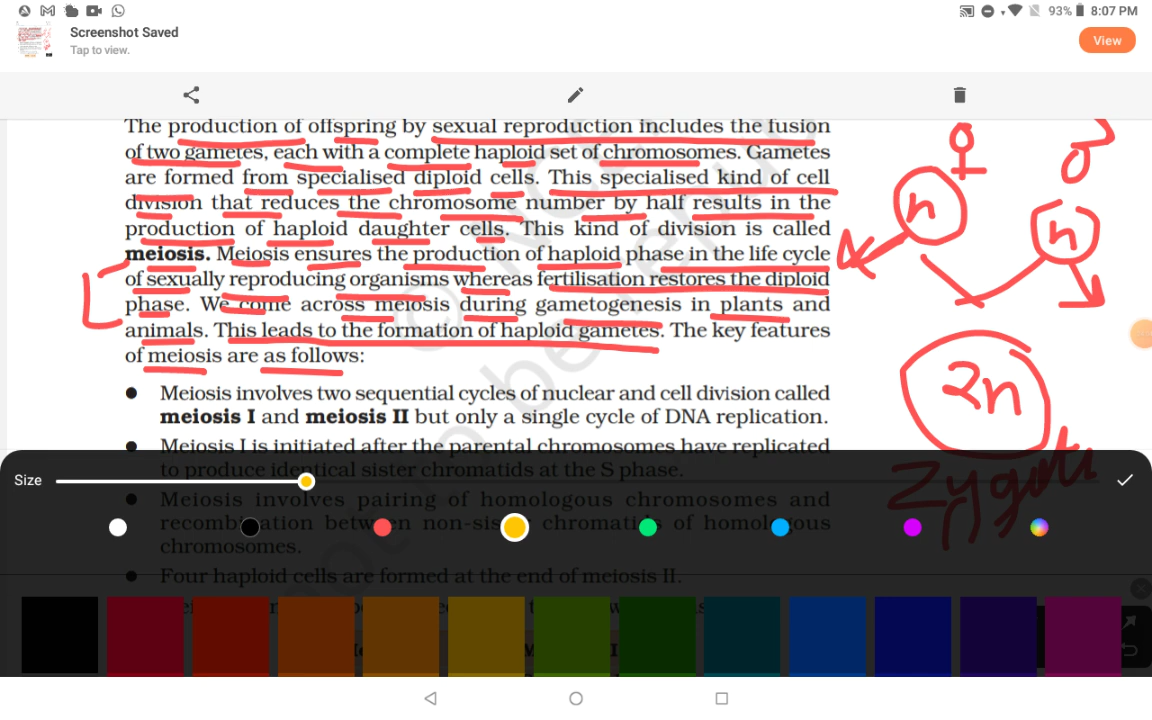 93% 8:07 PM
Screenshot Saved
Tap to view.
View
The production of offspring by sexual reproduction includes the fusion
of two gametes, each with a complete haploid set of chromosomes. Gametes
are formed from specialised diploid cells. This specialised kind of cell
division that reduces the chromosome number by half results in the
production of haploid daughter cells. This kind of division is called
meiosis. Meiosis ensures the production of haploid phase in the life cycle
of sexually reproducing organisms whereas fertilisation restores the diploid
phase. We come across meiosis during gametogenesis in plants and
animals. This leads to the formation of haploid gametes. The key features
of meiosis are as follows:
● Meiosis involves two sequential cycles of nuclear and cell division called
meiosis I and meiosis II but only a single cycle of DNA replication.
● Meiosis I is initiated after the parental chromosomes have replicated
to produce identical sister chromatids at the S phase.
● Meiosis involves pairing of homologous chromosomes and
recombination between non-sister chromatids of homologous
chromosomes.
● Four haploid cells are formed at the end of meiosis II.
♀ ♂
n n
2n
Zygote
Size